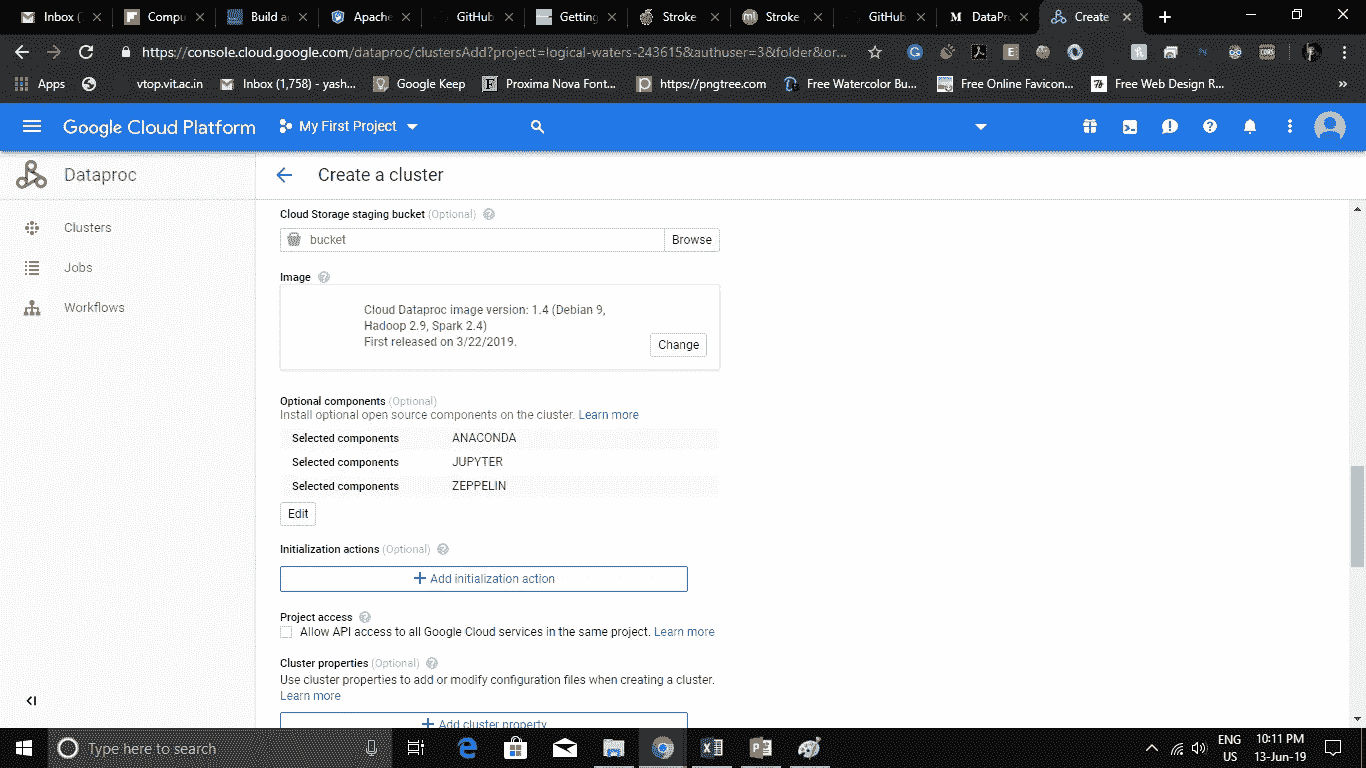 Inbox (
Compu
Build a
Apache
GitHub
Getting
Stroke
Stroke
GitHub
DataPr
Create
https://console.cloud.google.com/dataproc/clustersAdd?project=logical-waters-243615&authuser=3&folder&or...
Apps
vtop.vit.ac.in
Inbox (1,758) - yash...
Google Keep
Proxima Nova Font...
https://pngtree.com
Free Watercolor Bu...
Free Online Favicon...
Free Web Design R...
»
Google Cloud Platform
My First Project
Dataproc
Create a cluster
Clusters
Jobs
Workflows
Cloud Storage staging bucket (Optional)
bucket
Browse
Image
Cloud Dataproc image version: 1.4 (Debian 9,
Hadoop 2.9, Spark 2.4)
First released on 3/22/2019.
Change
Optional components (Optional)
Install optional open source components on the cluster. Learn more
Selected components ANACONDA
Selected components JUPYTER
Selected components ZEPPELIN
Edit
Initialization actions (Optional)
+ Add initialization action
Project access
Allow API access to all Google Cloud services in the same project. Learn more
Cluster properties (Optional)
Use cluster properties to add or modify configuration files when creating a cluster.
Learn more
+ Add cluster property
Type here to search
ENG
US
10:11 PM
13-Jun-19